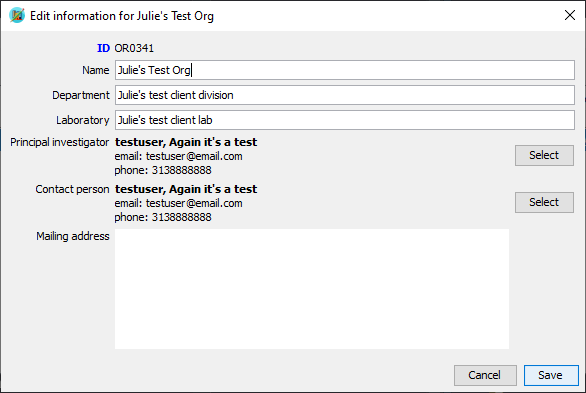 Edit information for Julie's Test Org
ID OR0341
Name Julie's Test Org
Department Julie's test client division
Laboratory Julie's test client lab
Principal investigator testuser, Again it's a test
email: testuser@email.com
phone: 3138888888
Select
Contact person testuser, Again it's a test
email: testuser@email.com
phone: 3138888888
Select
Mailing address
Cancel Save